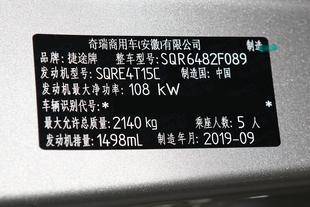 奇瑞商用车(安徽)有限公司 制造
品牌：捷途牌 整车型号：SQR6482F089
发动机型号：SQRE4T15C 制造国：中国
发动机最大净功率：108 kW
车辆识别代号：* *
最大允许总质量：2140kg 乘座人数：5 人
发动机排量：1498mL 制造年月：2019-09